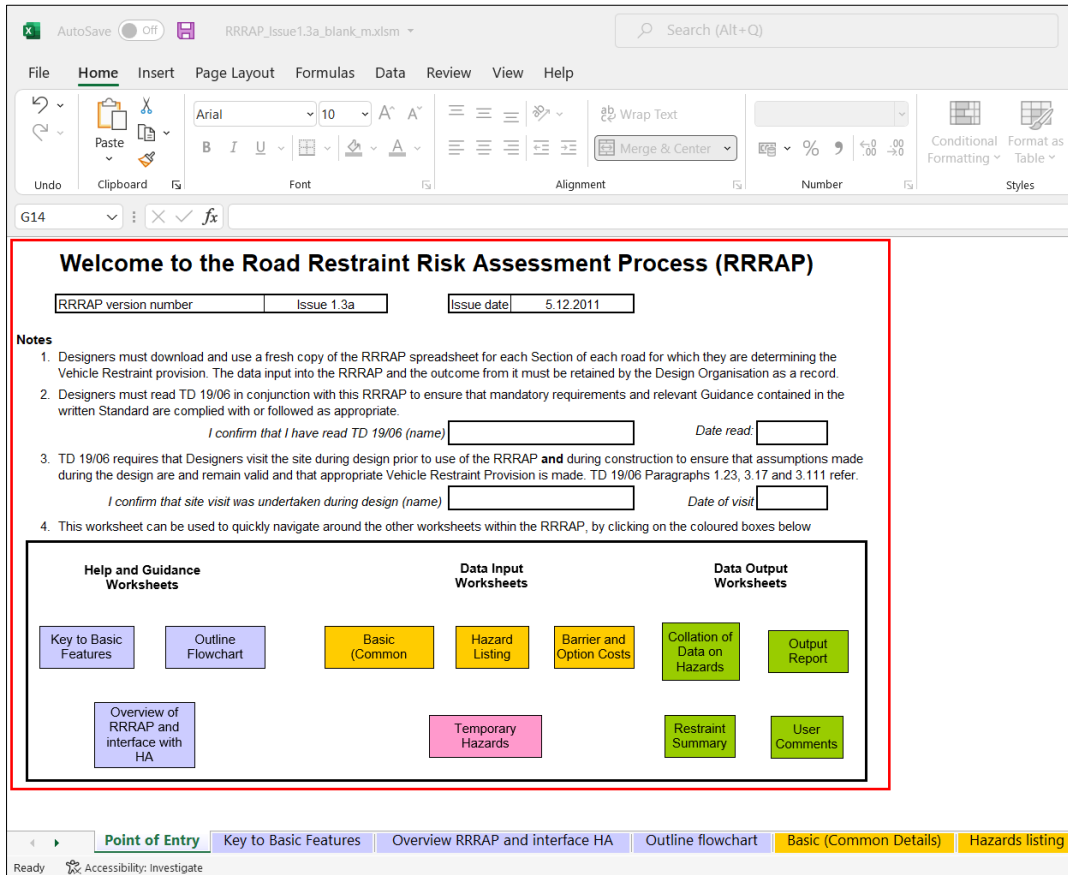 AutoSave Off RRRAP_Issue1.3a_blank_m.xlsm Search (Alt+Q)
File Home Insert Page Layout Formulas Data Review View Help
Arial 10 A^ Aˇ Wrap Text
Paste B I U A Merge & Center % 9 Conditional Format as
Formatting Table
Undo Clipboard Font Alignment Number Styles
G14 fx
Welcome to the Road Restraint Risk Assessment Process (RRRAP)
RRRAP version number Issue 1.3a Issue date 5.12.2011
Notes
1. Designers must download and use a fresh copy of the RRRAP spreadsheet for each Section of each road for which they are determining the
Vehicle Restraint provision. The data input into the RRRAP and the outcome from it must be retained by the Design Organisation as a record.
2. Designers must read TD 19/06 in conjunction with this RRRAP to ensure that mandatory requirements and relevant Guidance contained in the
written Standard are complied with or followed as appropriate.
I confirm that I have read TD 19/06 (name) Date read:
3. TD 19/06 requires that Designers visit the site during design prior to use of the RRRAP and during construction to ensure that assumptions made
during the design are and remain valid and that appropriate Vehicle Restraint Provision is made. TD 19/06 Paragraphs 1.23, 3.17 and 3.111 refer.
I confirm that site visit was undertaken during design (name) Date of visit
4. This worksheet can be used to quickly navigate around the other worksheets within the RRRAP, by clicking on the coloured boxes below
Help and Guidance
Worksheets
Data Input
Worksheets
Data Output
Worksheets
Key to Basic
Features
Outline
Flowchart
Basic
(Common
Hazard
Listing
Barrier and
Option Costs
Collation of
Data on
Hazards
Output
Report
Overview of
RRRAP and
interface with
HA
Temporary
Hazards
Restraint
Summary
User
Comments
Point of Entry Key to Basic Features Overview RRRAP and interface HA Outline flowchart Basic (Common Details) Hazards listing
Ready Accessibility: Investigate